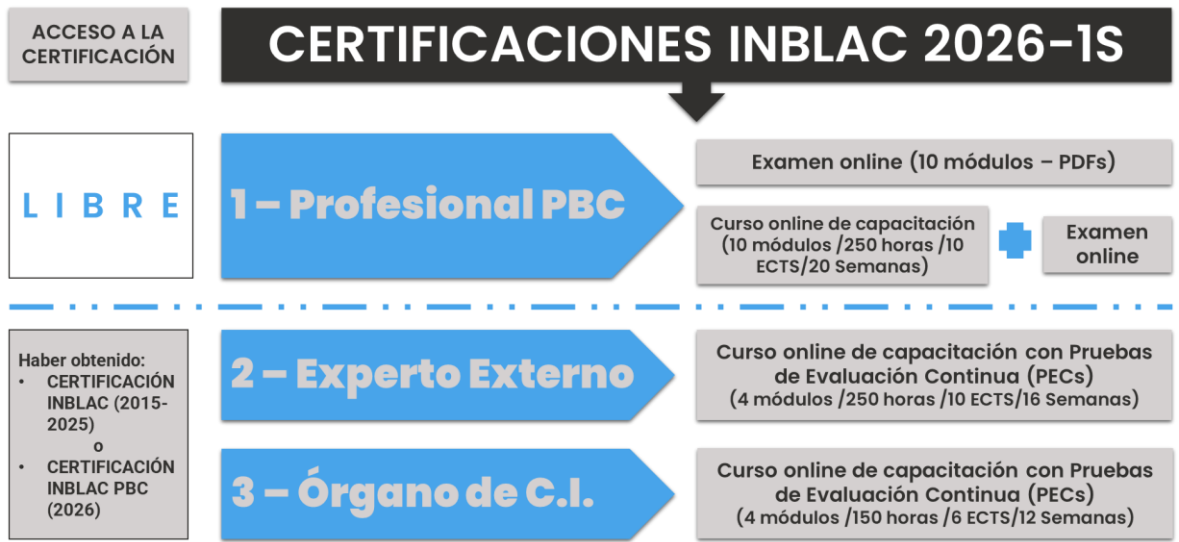 ACCESO A LA
CERTIFICACIÓN
CERTIFICACIONES INBLAC 2026-1S
L I B R E
1 – Profesional PBC
Examen online (10 módulos – PDFs)
Curso online de capacitación
(10 módulos /250 horas /10
ECTS/20 Semanas)
Examen
online
Haber obtenido:
• CERTIFICACIÓN
INBLAC (2015-
2025)
o
• CERTIFICACIÓN
INBLAC PBC
(2026)
2 – Experto Externo
Curso online de capacitación con Pruebas
de Evaluación Continua (PECs)
(4 módulos /250 horas /10 ECTS/16 Semanas)
3 – Órgano de C.I.
Curso online de capacitación con Pruebas
de Evaluación Continua (PECs)
(4 módulos /150 horas /6 ECTS/12 Semanas)